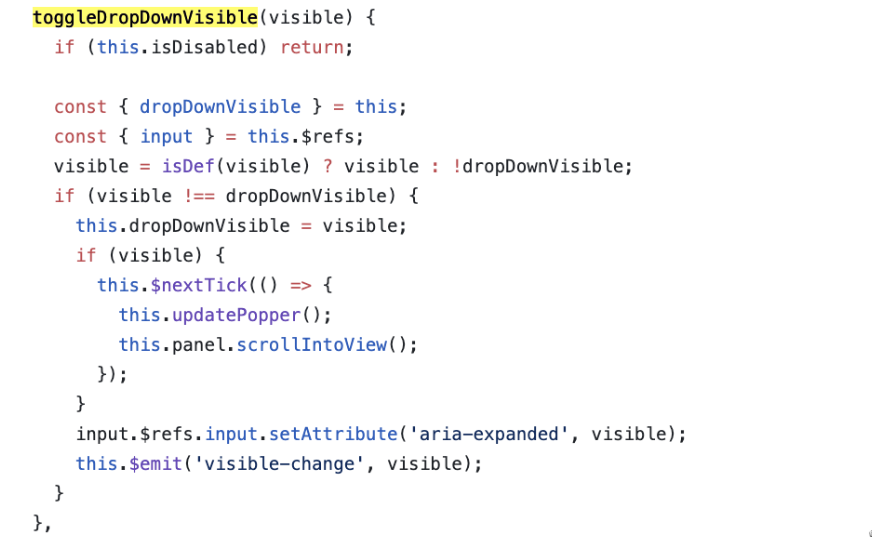 toggleDropDownVisible(visible) {
if (this.isDisabled) return;
const { dropDownVisible } = this;
const { input } = this.$refs;
visible = isDef(visible) ? visible : !dropDownVisible;
if (visible !== dropDownVisible) {
this.dropDownVisible = visible;
if (visible) {
this.$nextTick(() => {
this.updatePopper();
this.panel.scrollIntoView();
});
}
input.$refs.input.setAttribute('aria-expanded', visible);
this.$emit('visible-change', visible);
}
},